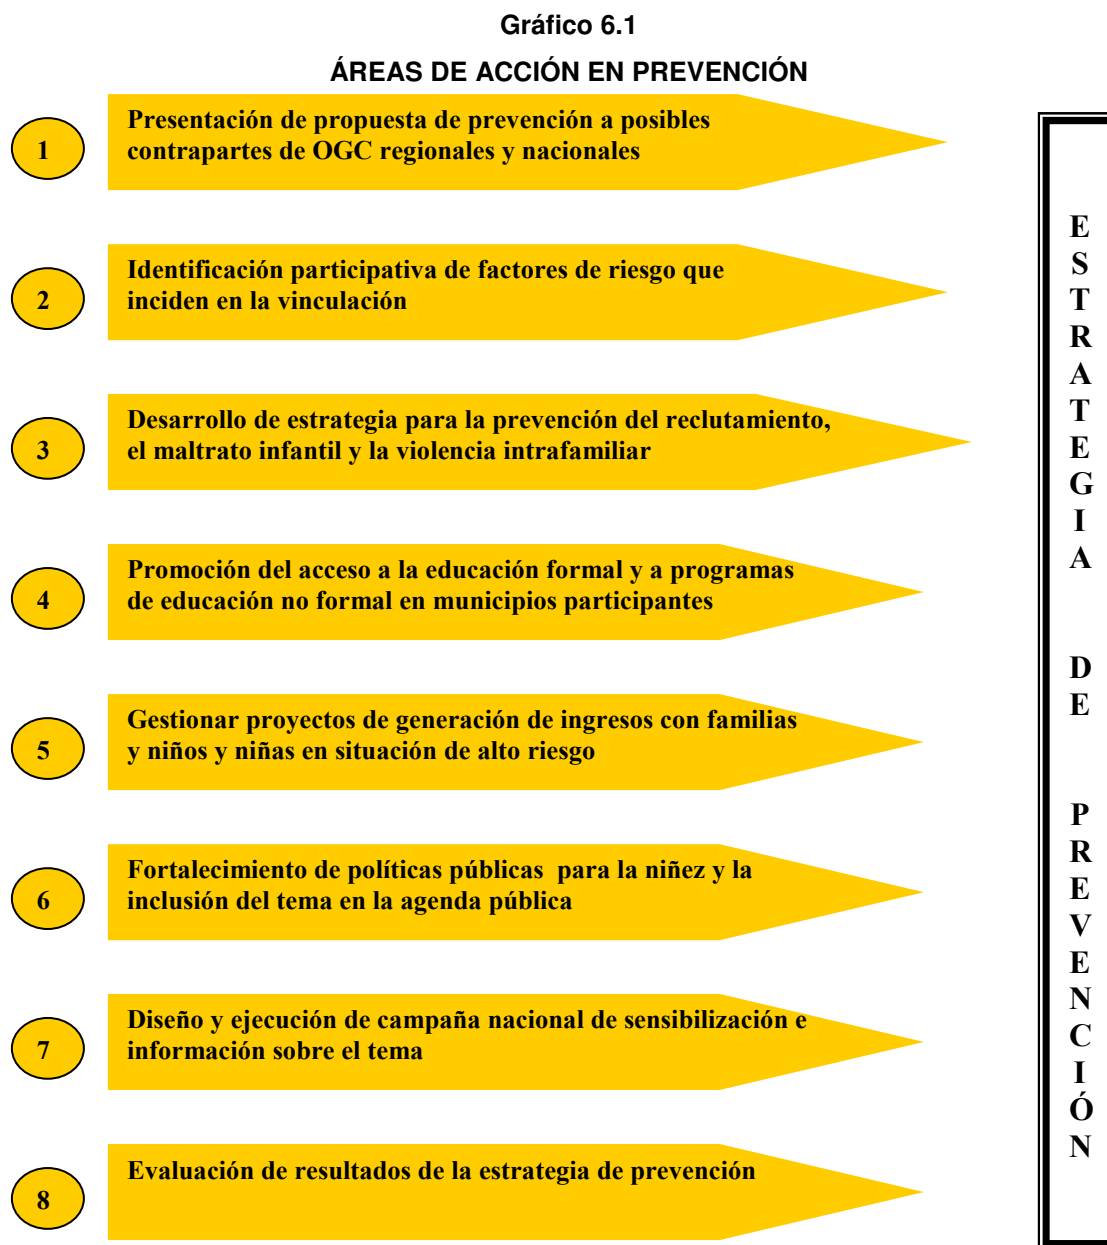 Gráfico 6.1
ÁREAS DE ACCIÓN EN PREVENCIÓN
1
Presentación de propuesta de prevención a posibles
contrapartes de OGC regionales y nacionales
2
Identificación participativa de factores de riesgo que
inciden en la vinculación
3
Desarrollo de estrategia para la prevención del reclutamiento,
el maltrato infantil y la violencia intrafamiliar
4
Promoción del acceso a la educación formal y a programas
de educación no formal en municipios participantes
5
Gestionar proyectos de generación de ingresos con familias
y niños y niñas en situación de alto riesgo
6
Fortalecimiento de políticas públicas para la niñez y la
inclusión del tema en la agenda pública
7
Diseño y ejecución de campaña nacional de sensibilización e
información sobre el tema
8
Evaluación de resultados de la estrategia de prevención
ESTRATEGIA DE PREVENCIÓN